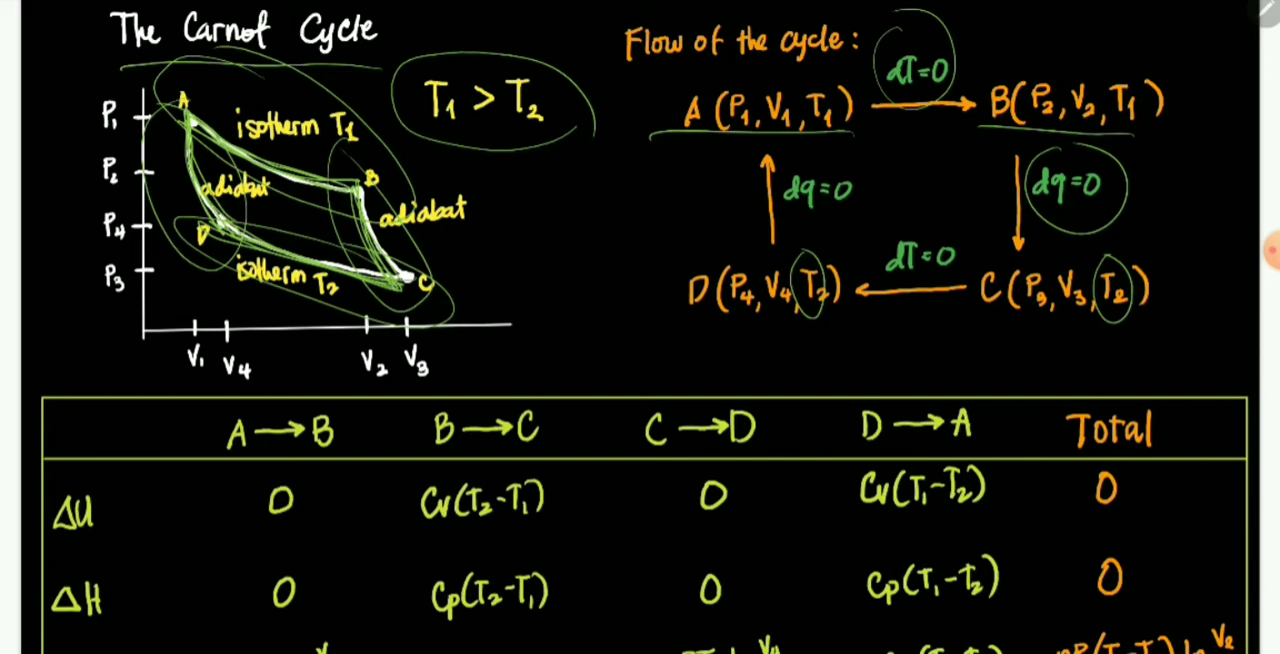 The Carnot Cycle
T₁ > T₂
Flow of the cycle:
dT=0
A (P₁, V₁, T₁) → B(P₂, V₂, T₁)
dq=0
dq=0
dT=0
D(P₄, V₄, T₂) ← C(P₃, V₃, T₂)
P₁
A
isotherm T₁
P₂
adiabat
B
adiabat
P₄
D
isotherm T₂
P₃
C
V₁ V₄ V₂ V₃
A → B B → C C → D D → A Total
ΔU 0 Cv(T₂-T₁) 0 Cv(T₁-T₂) 0
ΔH 0 Cp(T₂-T₁) 0 Cp(T₁-T₂) 0